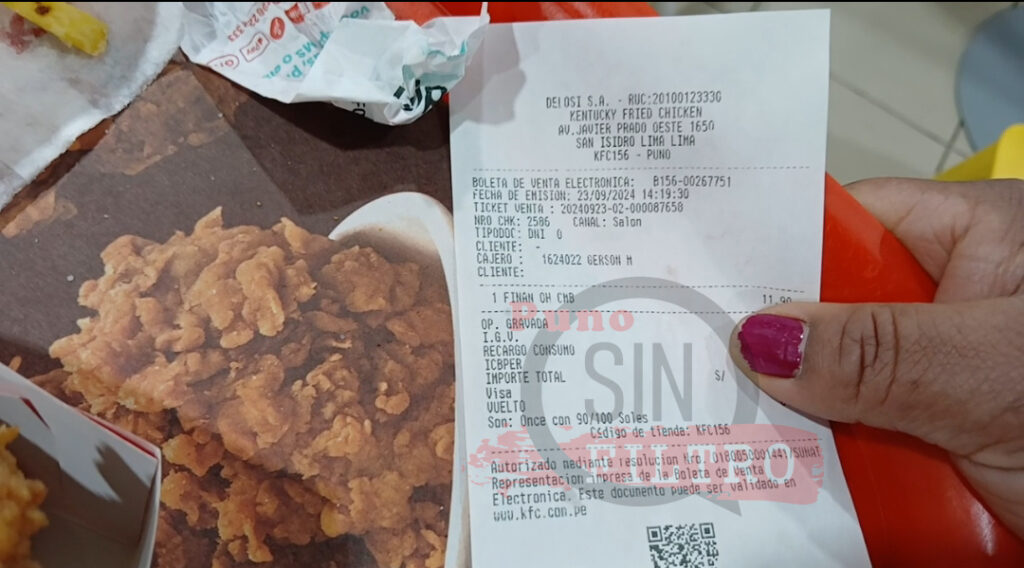 DELOSI S.A. - RUC:20100123330
KENTUCKY FRIED CHICKEN
AV.JAVIER PRADO OESTE 1650
SAN ISIDRO LIMA LIMA
KFC156 - PUNO
BOLETA DE VENTA ELECTRONICA: B156-00267751
FECHA DE EMISION: 23/09/2024 14:19:30
TICKET VENTA : 20240923-02-000087658
NRO CHK: 2586 CANAL: Salon
TIPODOC: DNI 0
CLIENTE: -
CAJERO : 1624022 GERSON M
CLIENTE:
1 FINAN OH CMB 11.90
OP. GRAVADA
I.G.V.
RECARGO CONSUMO
ICBPER
IMPORTE TOTAL S/
Visa
VUELTO
Son: Once con 90/100 Soles
Código de tienda: KFC156
Puno
SIN
FILTRO
Autorizado mediante resolucion Nro. 0180050001441/SUNAT
Representacion impresa de la Boleta de Venta
Electronica. Este documento puede ser validado en
www.kfc.com.pe